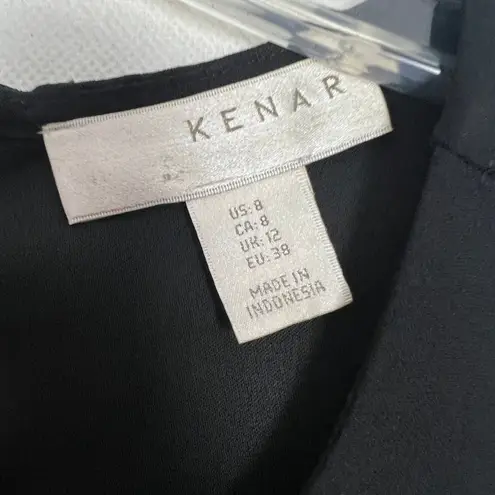 KENAR
US: 8
CA: 8
UK: 12
EU: 38
MADE IN
INDONESIA